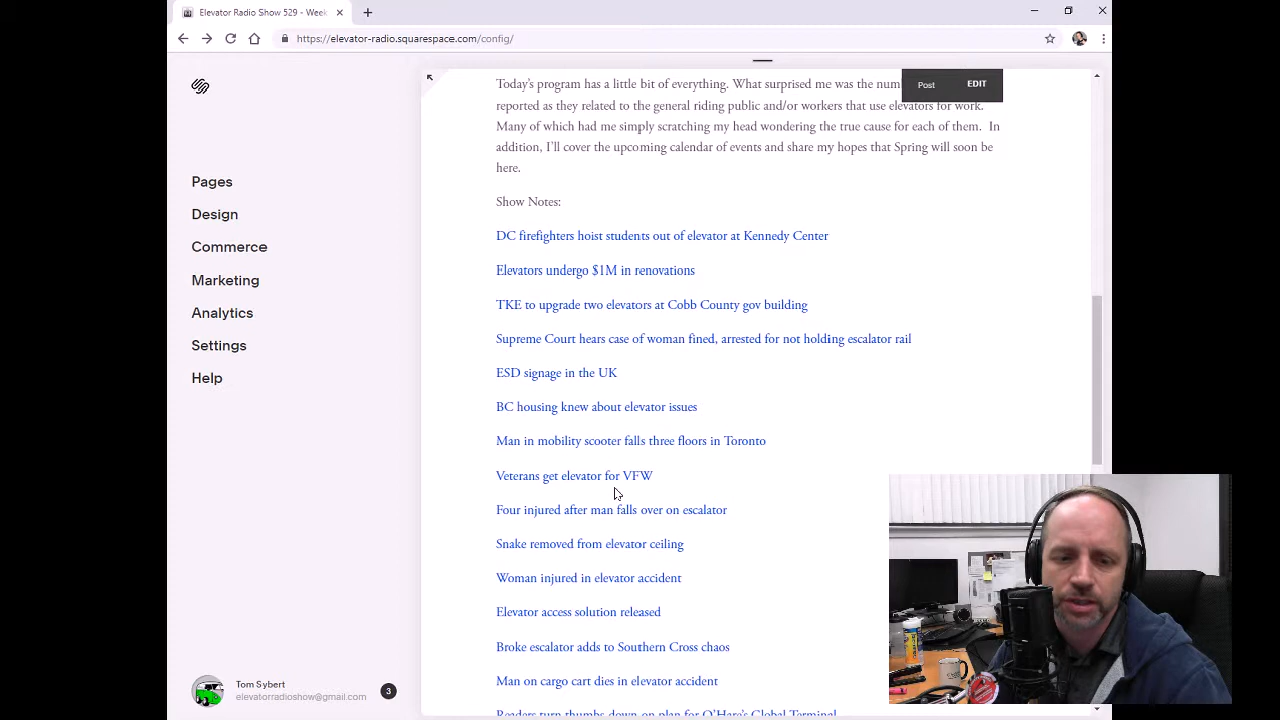 Elevator Radio Show 529 - Week
https://elevator-radio.squarespace.com/config/
Pages
Design
Commerce
Marketing
Analytics
Settings
Help
Tom Sybert
elevatorradioshow@gmail.com
3
Post EDIT
Today's program has a little bit of everything. What surprised me was the num
reported as they related to the general riding public and/or workers that use elevators for work.
Many of which had me simply scratching my head wondering the true cause for each of them. In
addition, I'll cover the upcoming calendar of events and share my hopes that Spring will soon be
here.
Show Notes:
DC firefighters hoist students out of elevator at Kennedy Center
Elevators undergo $1M in renovations
TKE to upgrade two elevators at Cobb County gov building
Supreme Court hears case of woman fined, arrested for not holding escalator rail
ESD signage in the UK
BC housing knew about elevator issues
Man in mobility scooter falls three floors in Toronto
Veterans get elevator for VFW
Four injured after man falls over on escalator
Snake removed from elevator ceiling
Woman injured in elevator accident
Elevator access solution released
Broke escalator adds to Southern Cross chaos
Man on cargo cart dies in elevator accident
Readers turn thumbs-down on plan for O'Hare's Global Terminal